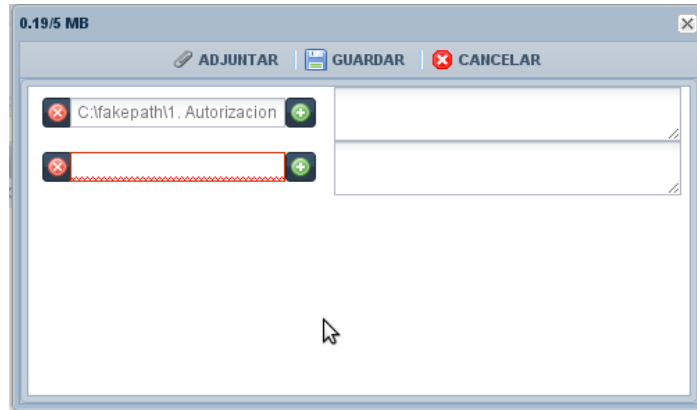 0.19/5 MB
ADJUNTAR GUARDAR CANCELAR
C:\fakepath\1. Autorizacion